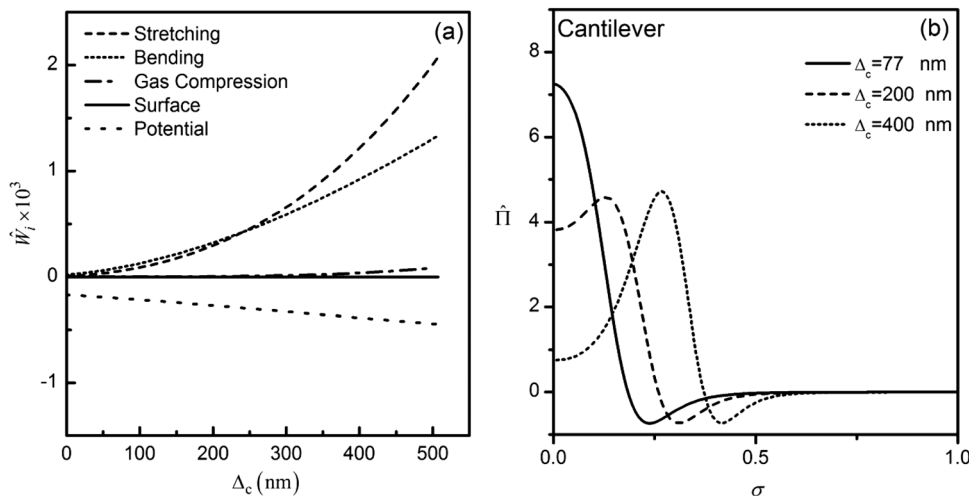 (a)
Stretching
Bending
Gas Compression
Surface
Potential
2
1
0
-1
Ŵᵢ×10³
0 100 200 300 400 500
Δc (nm)
Cantilever
(b)
Δc=77 nm
Δc=200 nm
Δc=400 nm
8
6
4
2
0
Π̂
0.0 0.5 1.0
σ